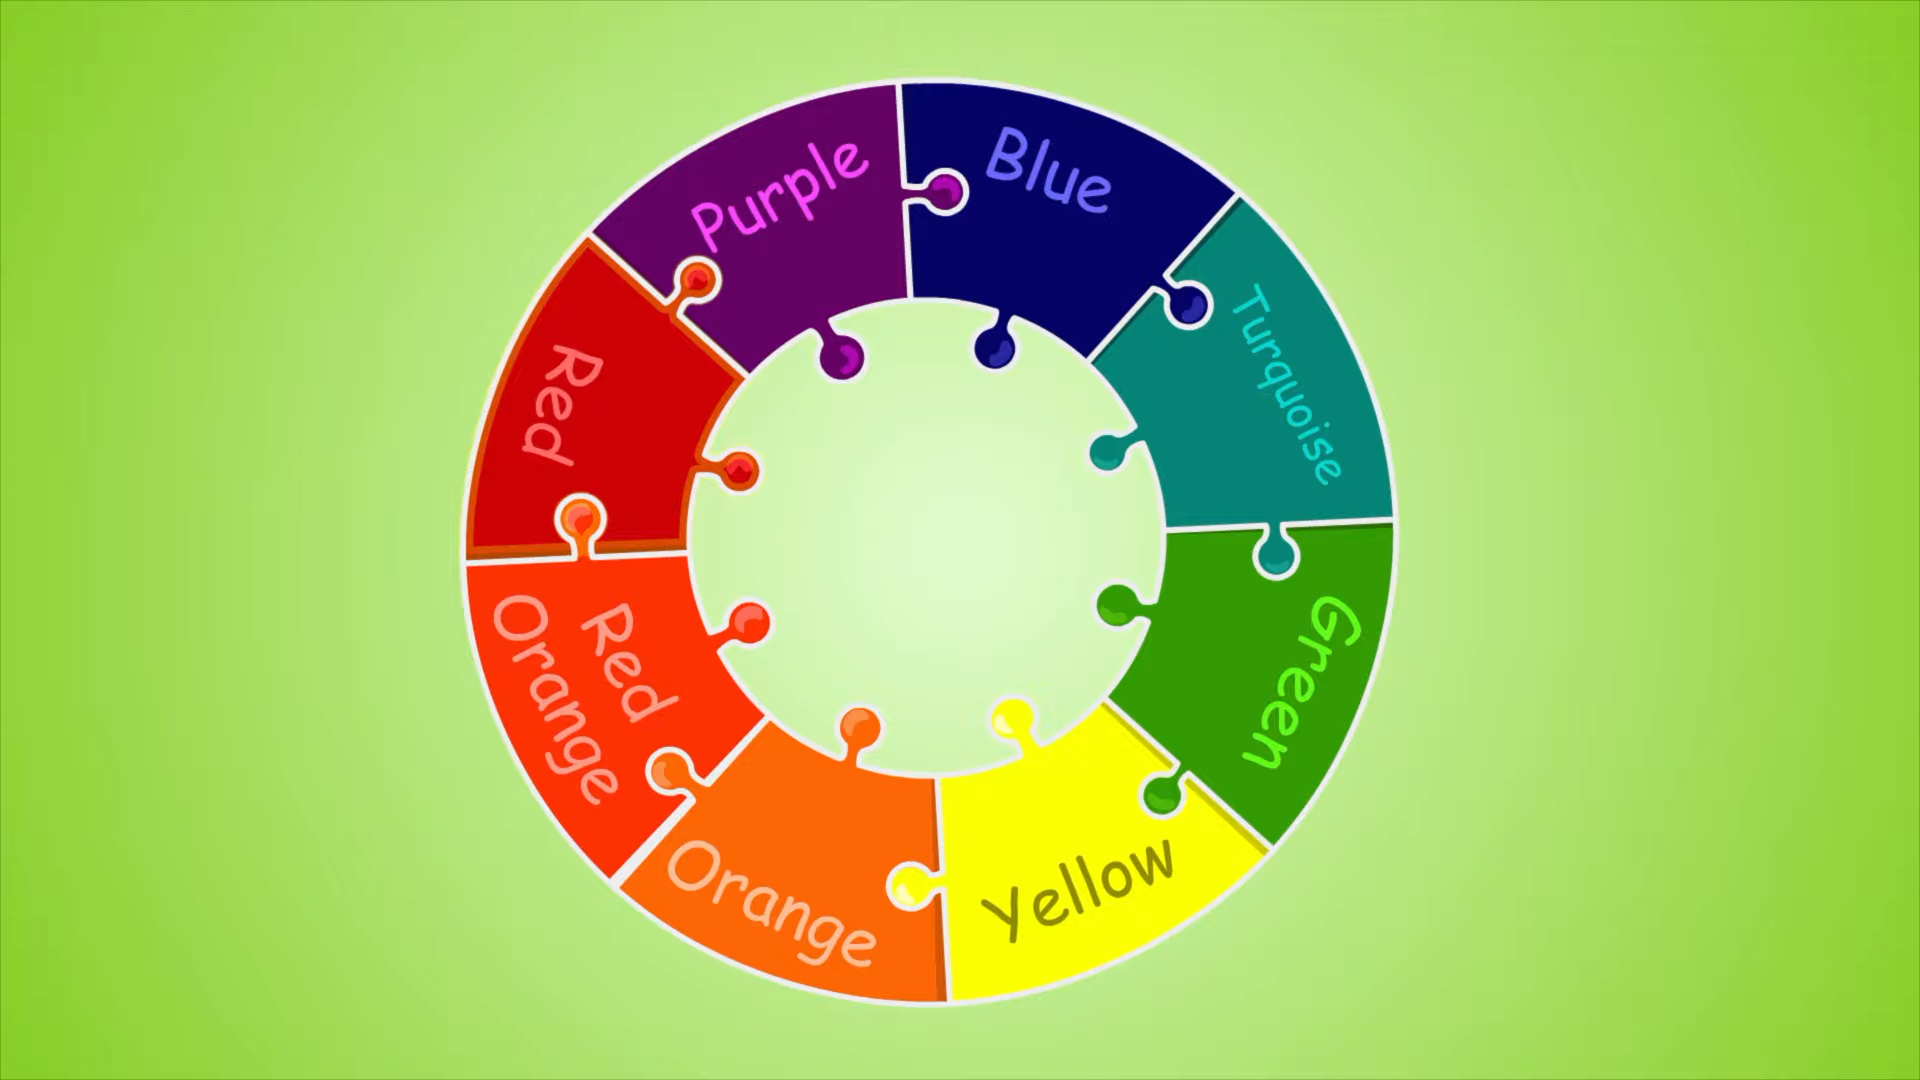 Purple
Blue
Turquoise
Green
Yellow
Orange
Red
Orange
Red